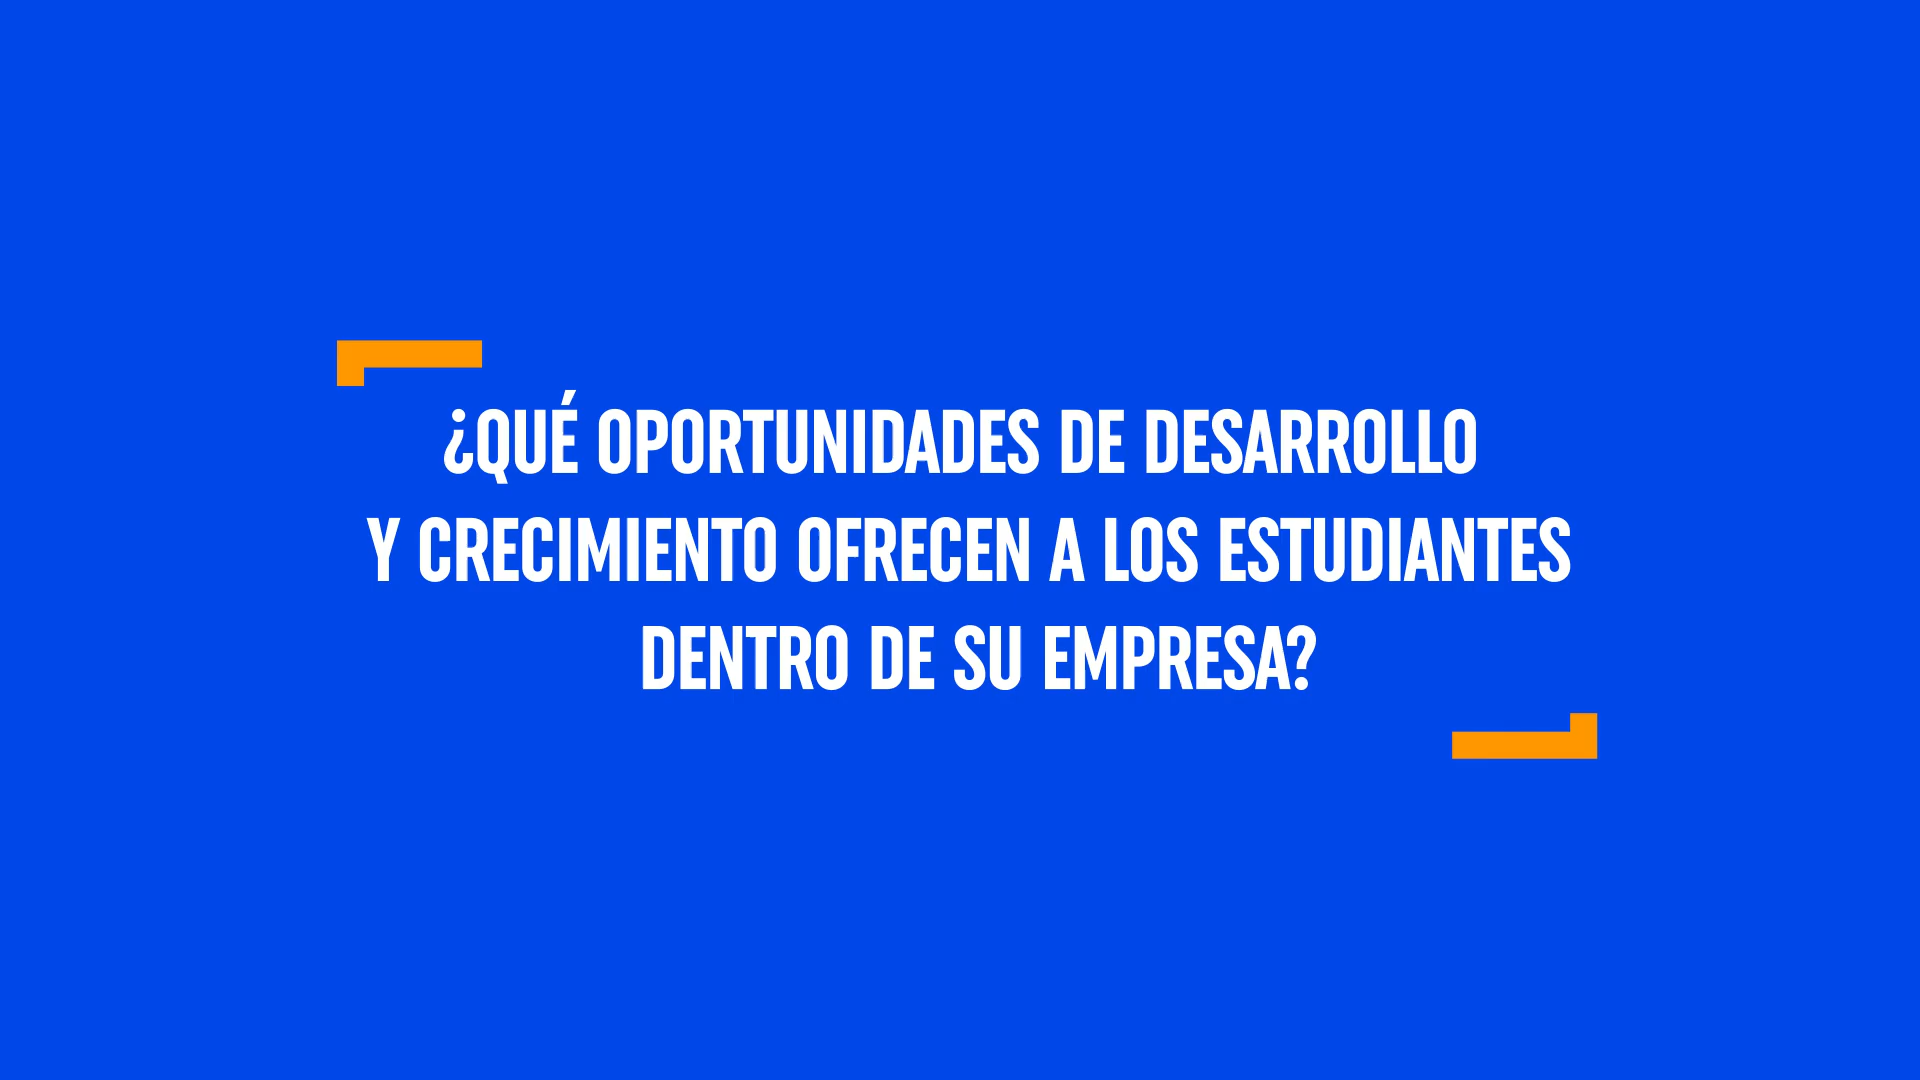 ¿QUÉ OPORTUNIDADES DE DESARROLLO
Y CRECIMIENTO OFRECEN A LOS ESTUDIANTES
DENTRO DE SU EMPRESA?